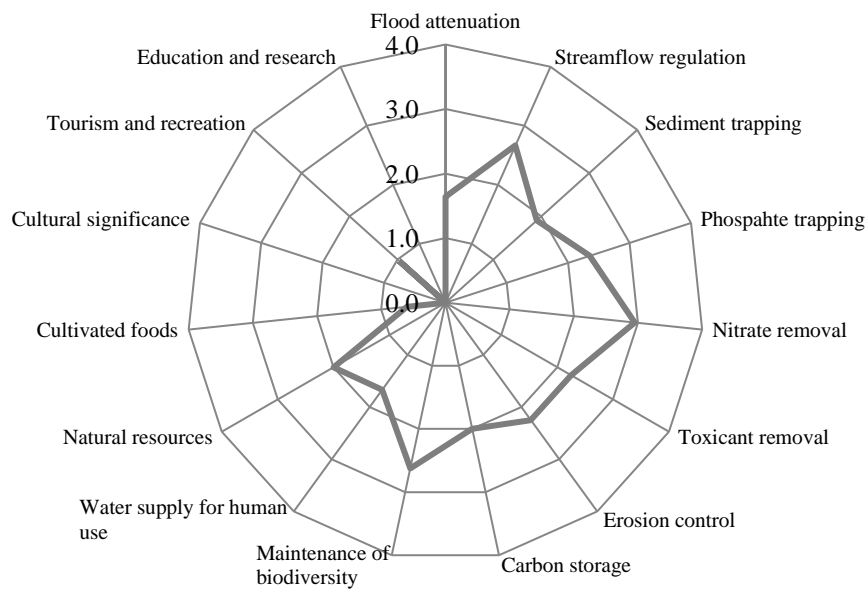 Flood attenuation
Streamflow regulation
Sediment trapping
Phospahte trapping
Nitrate removal
Toxicant removal
Erosion control
Carbon storage
Maintenance of
biodiversity
Water supply for human
use
Natural resources
Cultivated foods
Cultural significance
Tourism and recreation
Education and research
4.0
3.0
2.0
1.0
0.0